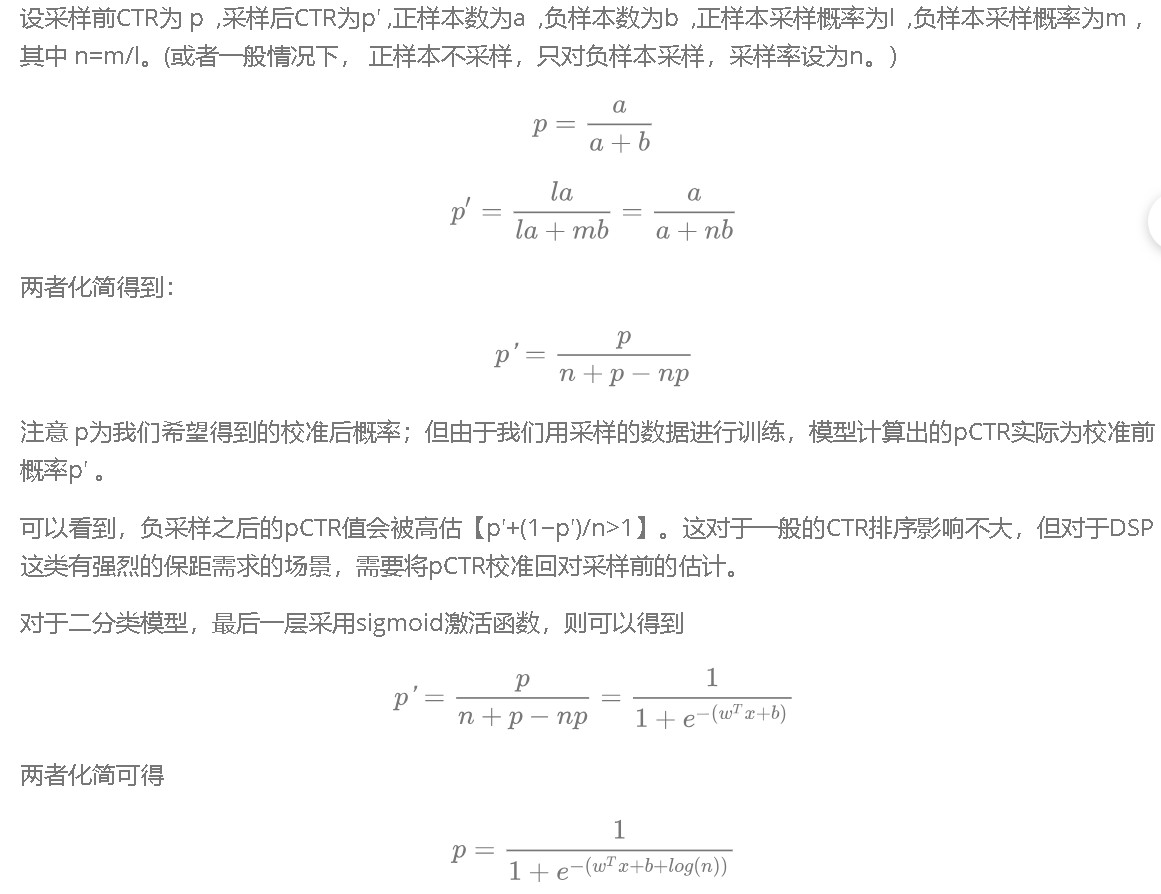 设采样前CTR为 p ,采样后CTR为p' ,正样本数为a ,负样本数为b ,正样本采样概率为l ,负样本采样概率为m ,
其中 n=m/l。(或者一般情况下， 正样本不采样，只对负样本采样，采样率设为n。)
p = \frac{a}{a + b}
p' = \frac{la}{la + mb} = \frac{a}{a + nb}
两者化简得到：
p' = \frac{p}{n + p - np}
注意 p为我们希望得到的校准后概率；但由于我们用采样的数据进行训练，模型计算出的pCTR实际为校准前
概率p' 。
可以看到，负采样之后的pCTR值会被高估【p'+(1−p')/n>1】。这对于一般的CTR排序影响不大，但对于DSP
这类有强烈的保距需求的场景，需要将pCTR校准回对采样前的估计。
对于二分类模型，最后一层采用sigmoid激活函数，则可以得到
p' = \frac{p}{n + p - np} = \frac{1}{1 + e^{-(w^T x+b)}}
两者化简可得
p = \frac{1}{1 + e^{-(w^T x+b+log(n))}}